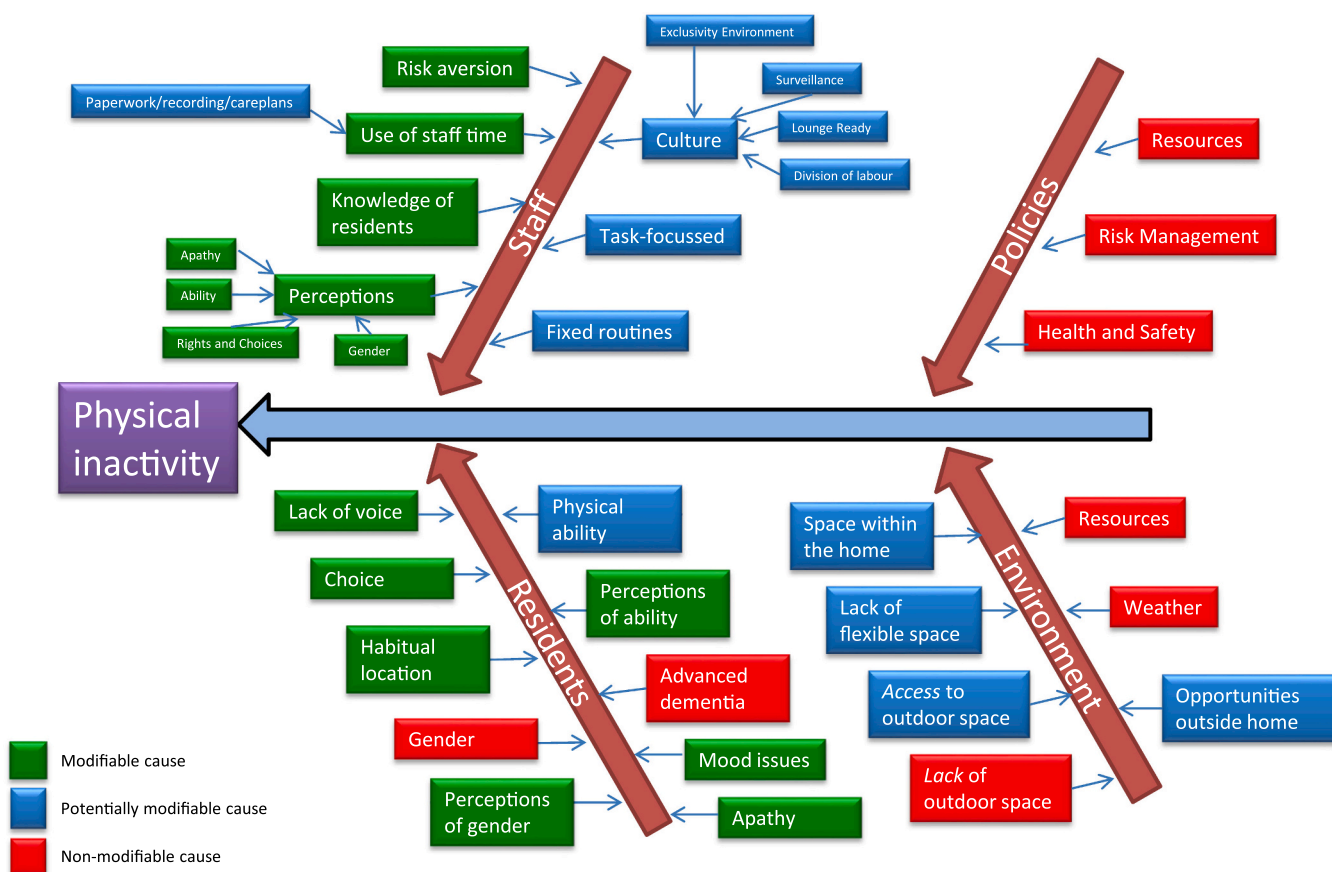 Exclusivity Environment
Risk aversion
Surveillance
Paperwork/recording/careplans
Use of staff time
Culture
Lounge Ready
Division of labour
Knowledge of
residents
Staff
Task-focussed
Apathy
Ability
Perceptions
Rights and Choices
Gender
Fixed routines
Resources
Policies
Risk Management
Health and Safety
Physical
inactivity
Lack of voice
Physical
ability
Choice
Residents
Perceptions
of ability
Habitual
location
Advanced
dementia
Gender
Mood issues
Perceptions
of gender
Apathy
Space within
the home
Resources
Environment
Lack of
flexible space
Weather
Access to
outdoor space
Opportunities
outside home
Lack of
outdoor space
Modifiable cause
Potentially modifiable cause
Non-modifiable cause